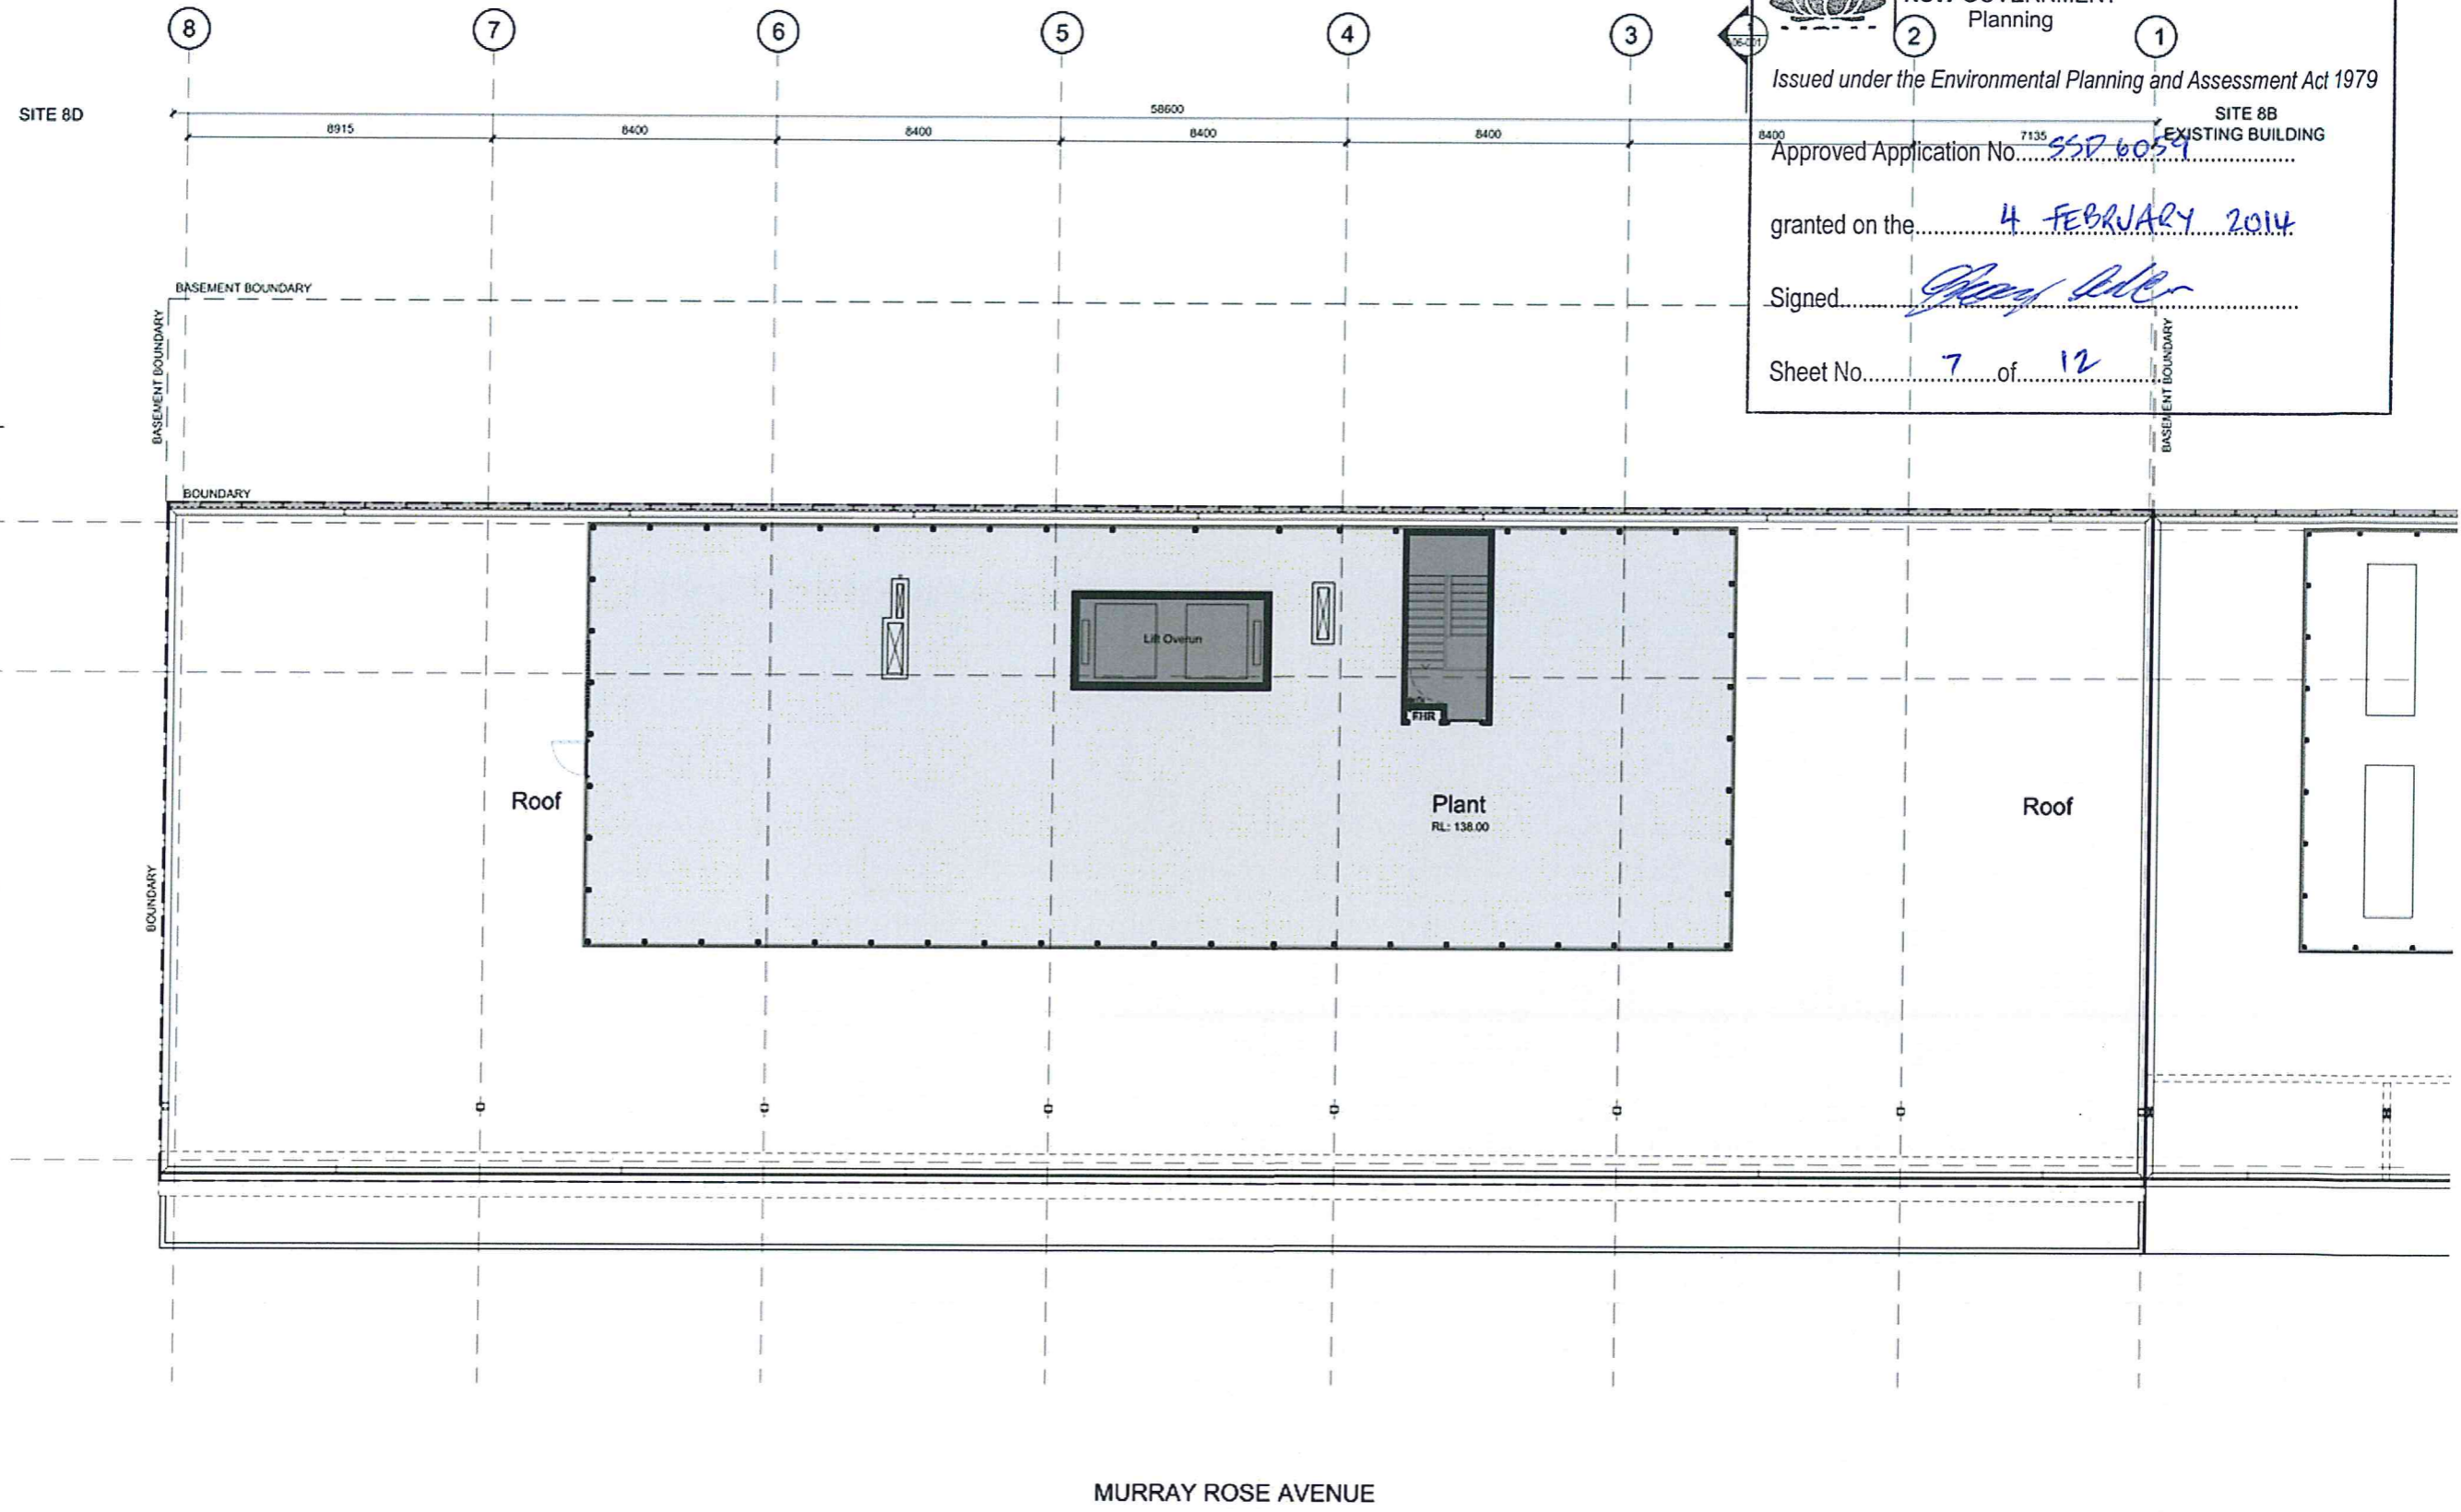 8 7 6 5 4 3 2 1
Planning
Issued under the Environmental Planning and Assessment Act 1979
SITE 8D
58600
SITE 8B
EXISTING BUILDING
8915 8400 8400 8400 8400 8400 7135
Approved Application No. SSD 6059
granted on the 4 FEBRUARY 2014
BASEMENT BOUNDARY
Signed
BASEMENT BOUNDARY
BASEMENT BOUNDARY
Sheet No. 7 of 12
BOUNDARY
Lift Overun
FHR
Roof
Plant
RL: 138.00
Roof
BOUNDARY
MURRAY ROSE AVENUE